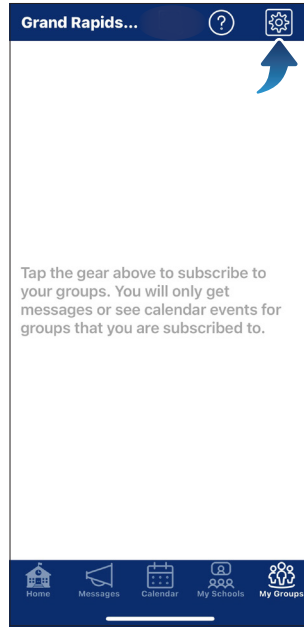 Grand Rapids...
?
Tap the gear above to subscribe to
your groups. You will only get
messages or see calendar events for
groups that you are subscribed to.
Home Messages Calendar My Schools My Groups